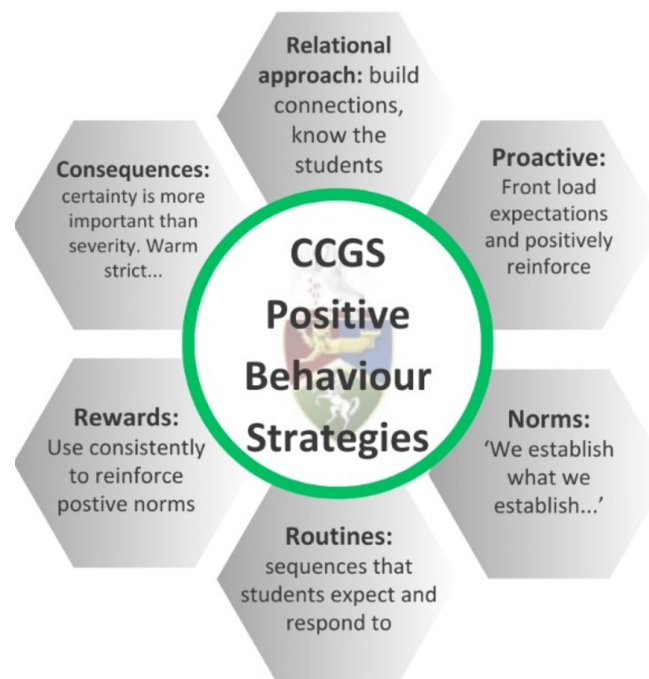 Relational
approach: build
connections,
know the
students
Proactive:
Front load
expectations
and positively
reinforce
Norms:
‘We establish
what we
establish...’
Routines:
sequences that
students expect and
respond to
Rewards:
Use consistently
to reinforce
postive norms
Consequences:
certainty is more
important than
severity. Warm
strict...
CCGS
Positive
Behaviour
Strategies